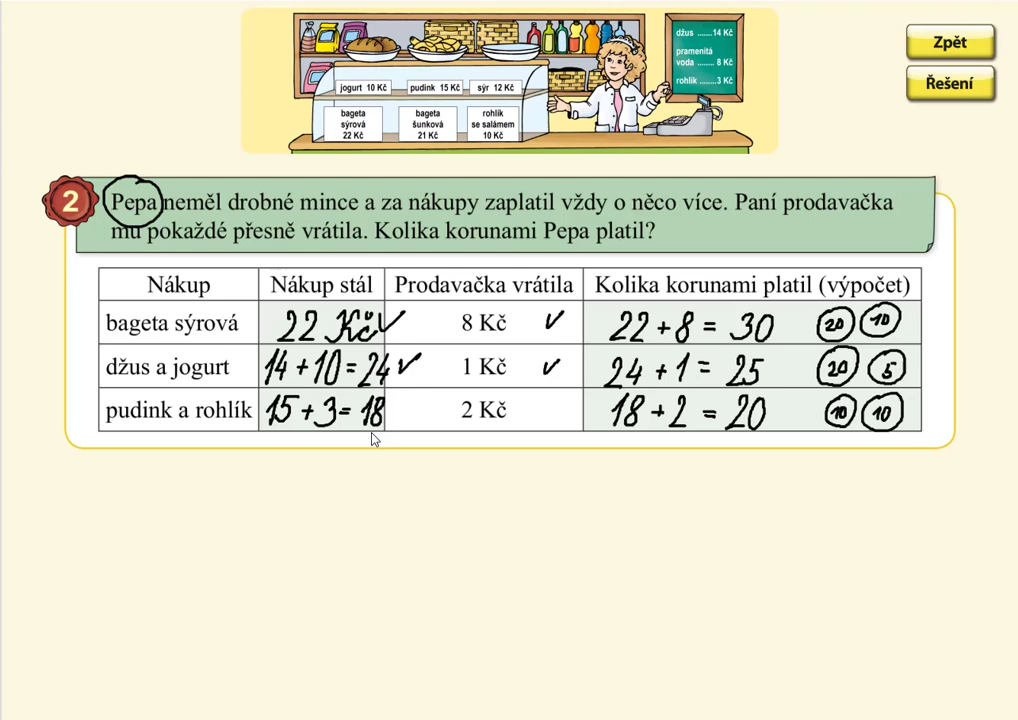 džus ......14 Kč
pramenitá
voda ........ 8 Kč
rohlík ......3 Kč
jogurt 10 Kč
pudink 15 Kč
sýr 12 Kč
bageta
sýrová
22 Kč
bageta
šunková
21 Kč
rohlík
se salámem
10 Kč
Zpět
Řešení
2
Pepa neměl drobné mince a za nákupy zaplatil vždy o něco více. Paní prodavačka
mu pokaždé přesně vrátila. Kolika korunami Pepa platil?
Nákup Nákup stál Prodavačka vrátila Kolika korunami platil (výpočet)
bageta sýrová 22 Kč ✓ 8 Kč ✓ 22 + 8 = 30 20 10
džus a jogurt 14 + 10 = 24 ✓ 1 Kč ✓ 24 + 1 = 25 20 5
pudink a rohlík 15 + 3 = 18 2 Kč 18 + 2 = 20 10 10